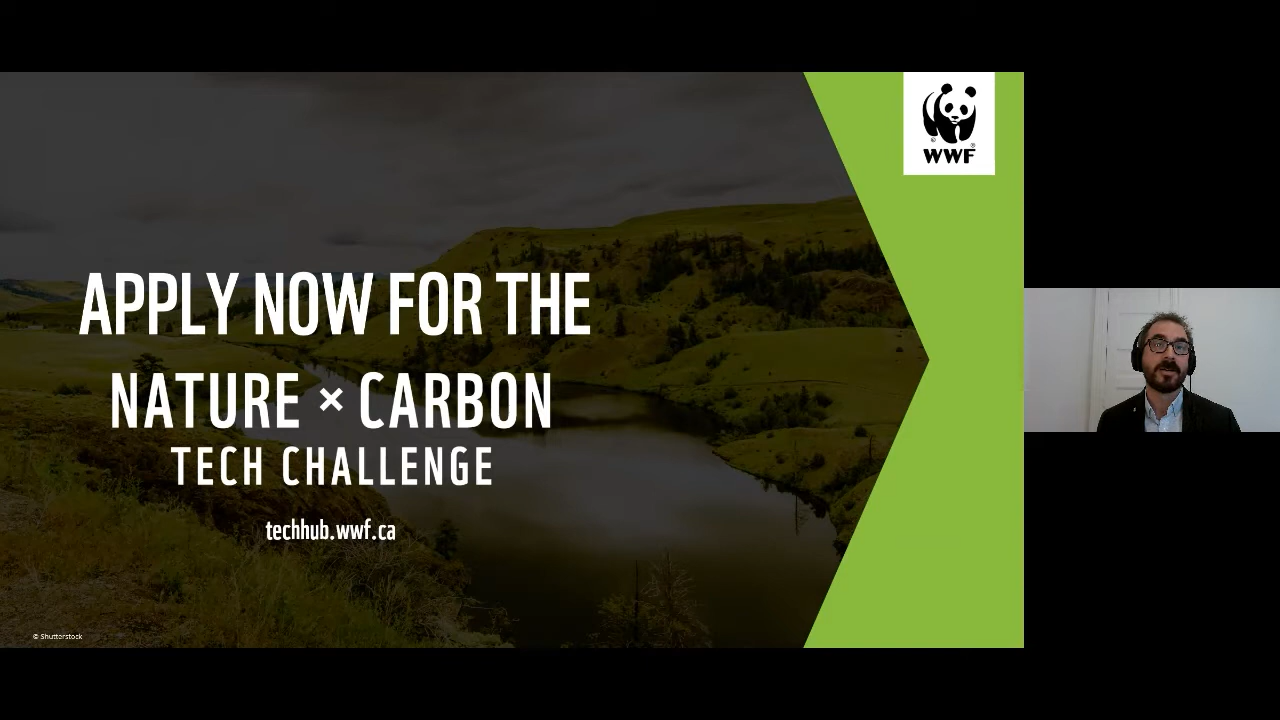 WWF
APPLY NOW FOR THE
NATURE × CARBON
TECH CHALLENGE
techhub.wwf.ca
© Shutterstock